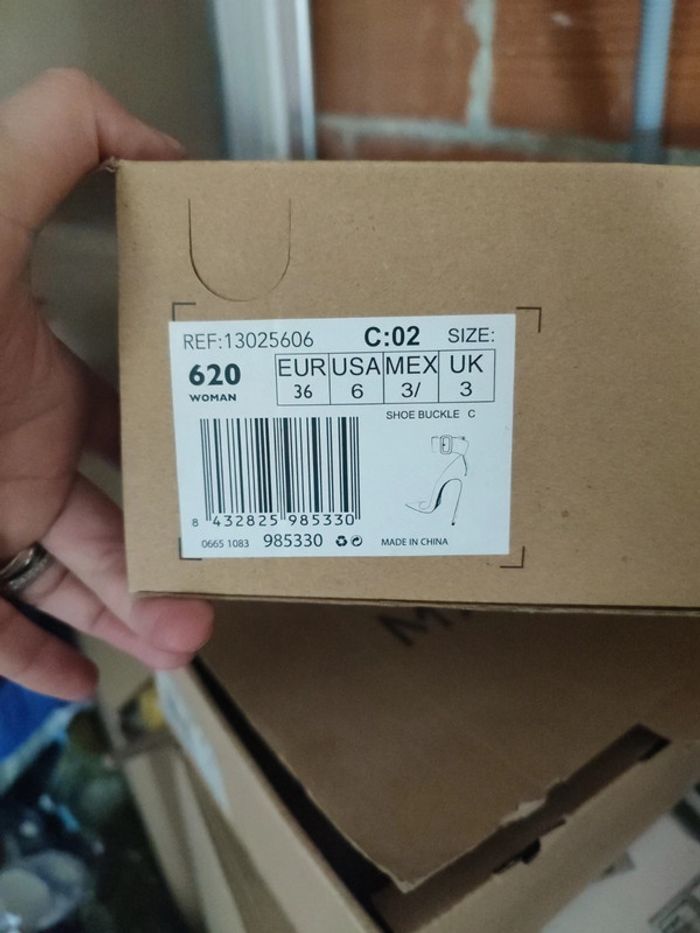 REF:13025606 C:02 SIZE:
620 EUR USA MEX UK
WOMAN 36 6 3/ 3
SHOE BUCKLE C
8 432825 985330
0665 1083 985330 MADE IN CHINA